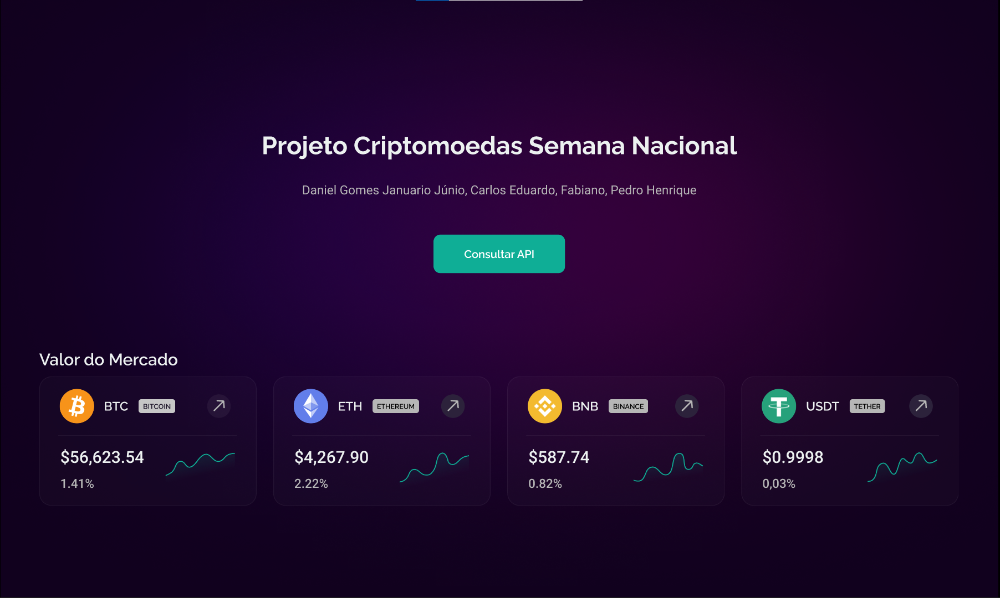 Projeto Criptomoedas Semana Nacional
Daniel Gomes Januario Júnio, Carlos Eduardo, Fabiano, Pedro Henrique
Consultar API
Valor do Mercado
BTC BITCOIN
$56,623.54
1.41%
ETH ETHEREUM
$4,267.90
2.22%
BNB BINANCE
$587.74
0.82%
USDT TETHER
$0.9998
0,03%